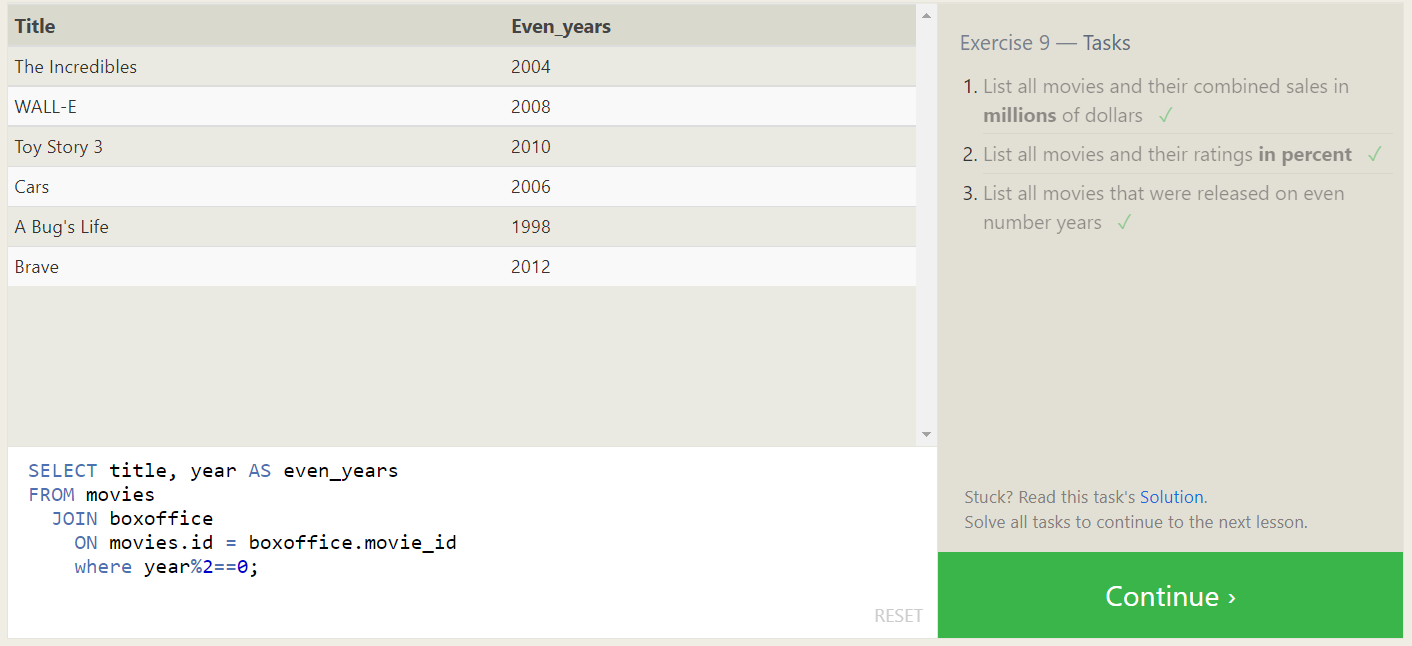 Title Even_years
The Incredibles 2004
WALL-E 2008
Toy Story 3 2010
Cars 2006
A Bug's Life 1998
Brave 2012
SELECT title, year AS even_years
FROM movies
JOIN boxoffice
ON movies.id = boxoffice.movie_id
where year%2==0;
RESET
Exercise 9 — Tasks
1. List all movies and their combined sales in
millions of dollars ✓
2. List all movies and their ratings in percent ✓
3. List all movies that were released on even
number years ✓
Stuck? Read this task's Solution.
Solve all tasks to continue to the next lesson.
Continue ›